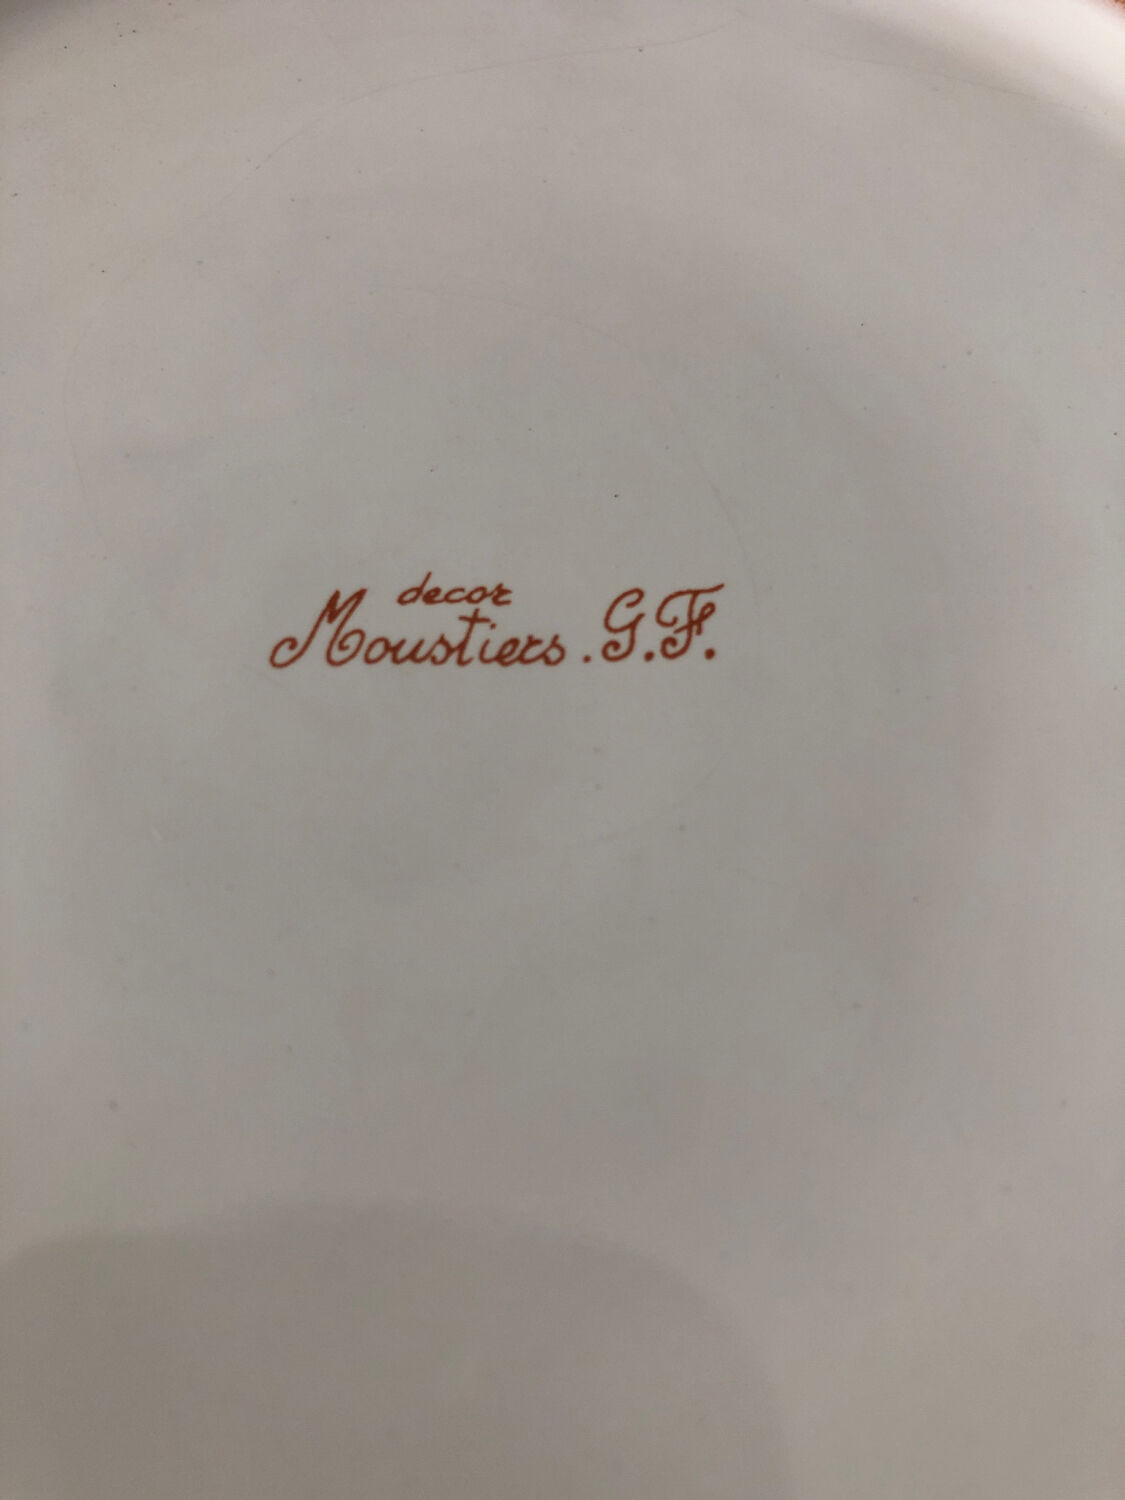 decor
Moustiers . G.F.